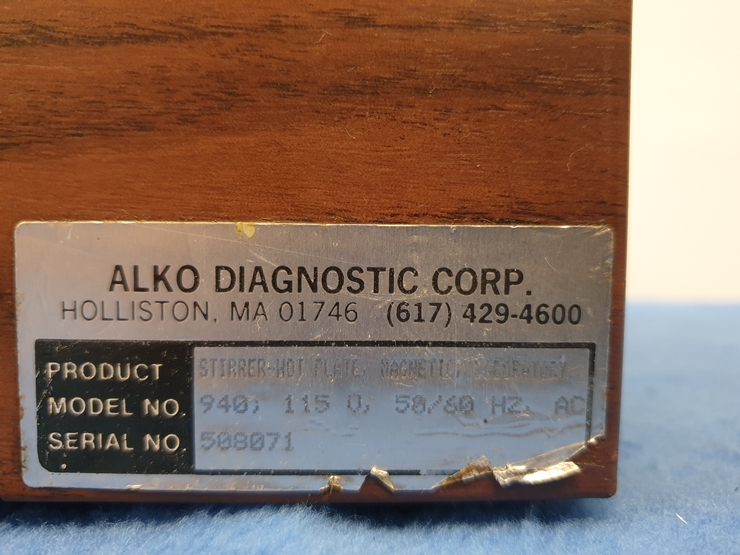 ALKO DIAGNOSTIC CORP.
HOLLISTON, MA 01746 (617) 429-4600
PRODUCT STIRRER-HOT PLATE, MAGNETIC, LABORATORY
MODEL NO. 940; 115 V, 50/60 HZ. AC
SERIAL NO. 508071